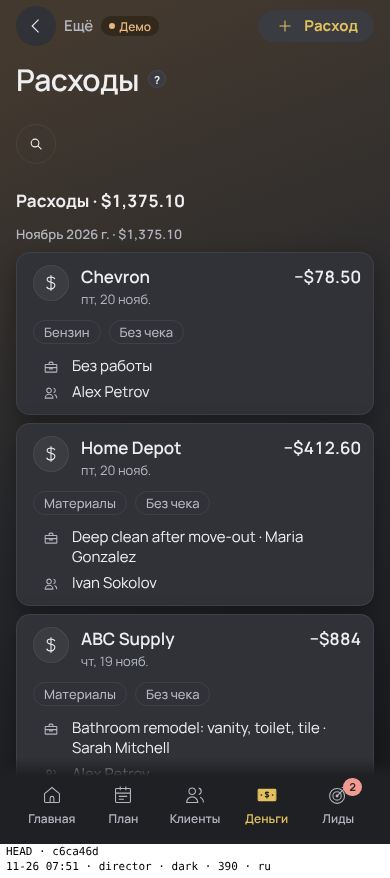 Ещё
Демо
Расход
Расходы
?
Расходы · $1,375.10
Ноябрь 2026 г. · $1,375.10
$
Chevron
−$78.50
пт, 20 нояб.
Бензин
Без чека
Без работы
Alex Petrov
$
Home Depot
−$412.60
пт, 20 нояб.
Материалы
Без чека
Deep clean after move-out · Maria
Gonzalez
Ivan Sokolov
$
ABC Supply
−$884
чт, 19 нояб.
Материалы
Без чека
Bathroom remodel: vanity, toilet, tile ·
Sarah Mitchell
Alex Petrov
2
Главная
План
Клиенты
Деньги
Лиды
HEAD · c6ca46d
11-26 07:51 · director · dark · 390 · ru